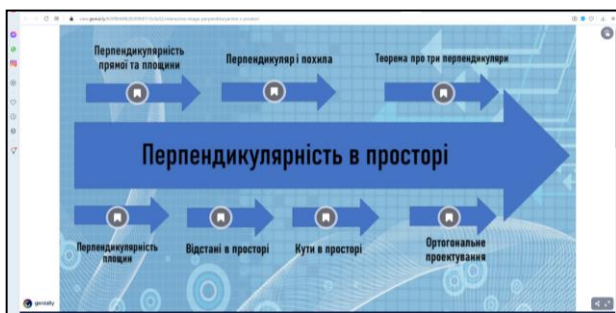 Перпендикулярність
прямої та площини
Перпендикуляр і похила
Теорема про три перпендикуляри
Перпендикулярність в просторі
Перпендикулярність
площин
Відстані в просторі
Кути в просторі
Ортогональне
проектування
genially